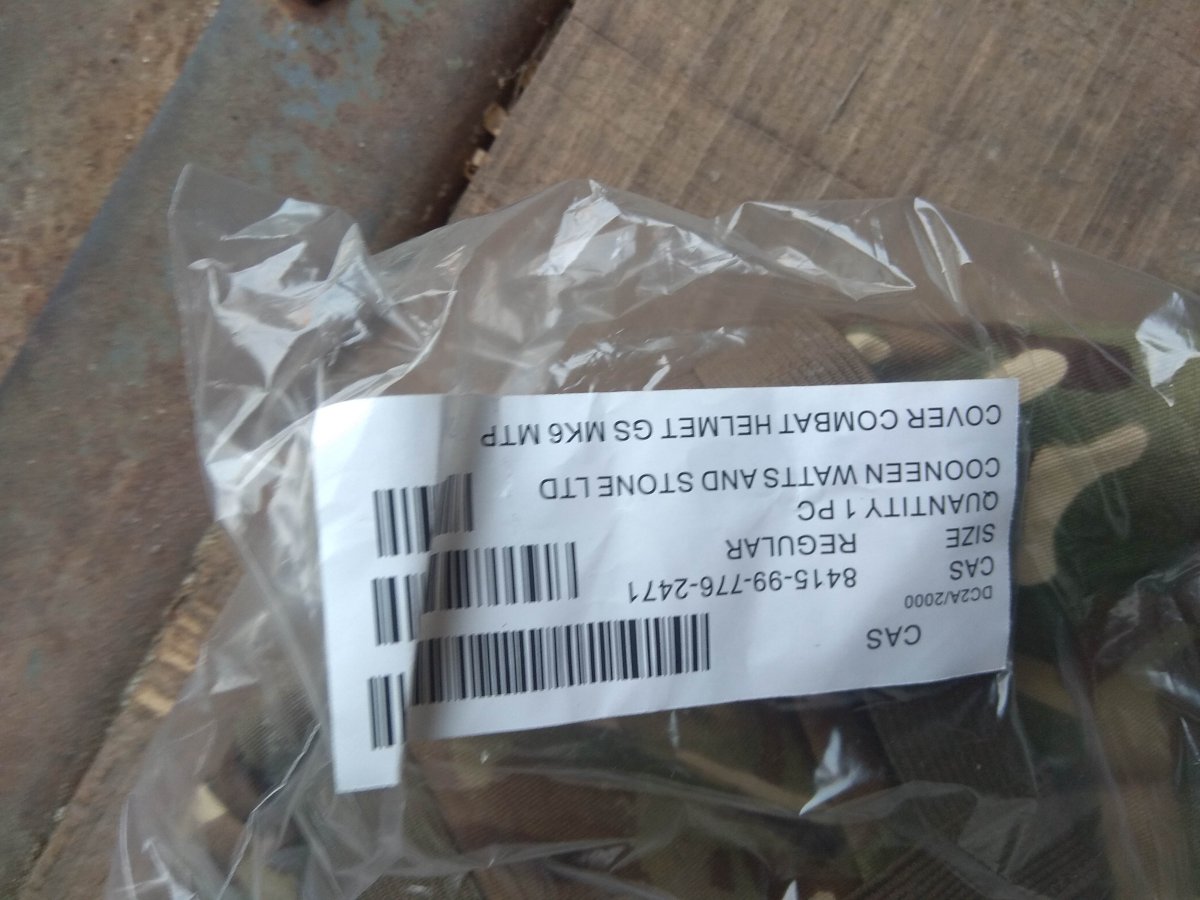 COVER COMBAT HELMET GS MK6 MTP
COONEEN WATTS AND STONE LTD
QUANTITY 1 PC
SIZE REGULAR
CAS 8415-99-776-2471
DC2A/2000
CAS